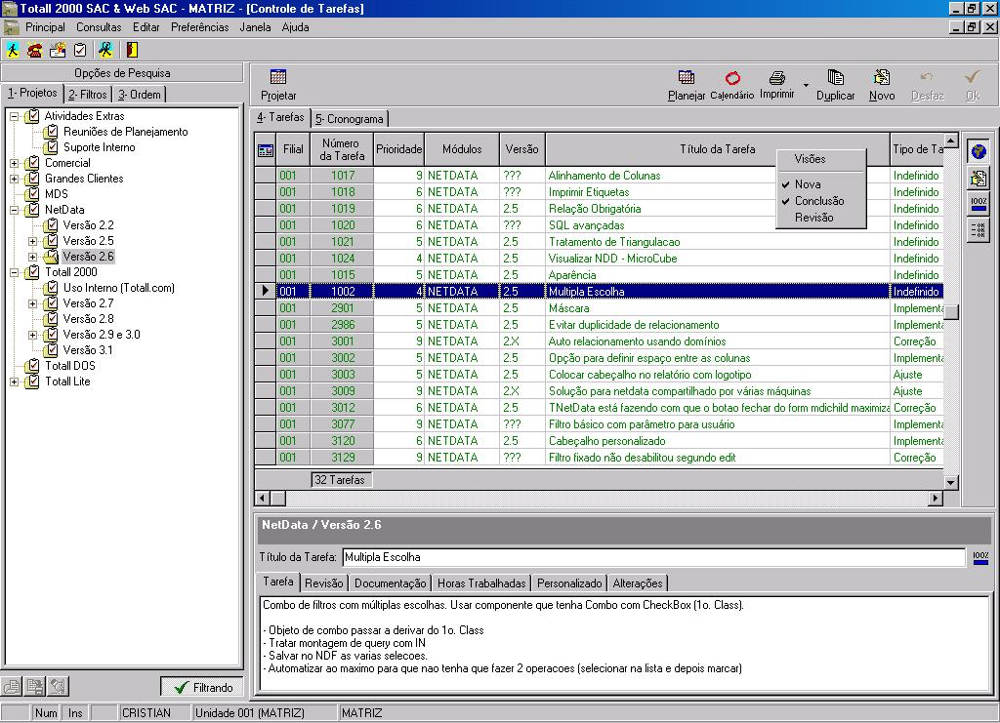 Totall 2000 SAC & Web SAC - MATRIZ - [Controle de Tarefas]
Principal Consultas Editar Preferências Janela Ajuda
Opções de Pesquisa
1- Projetos 2- Filtros 3- Ordem
Atividades Extras
Reuniões de Planejamento
Suporte Interno
Comercial
Grandes Clientes
MDS
NetData
Versão 2.2
Versão 2.5
Versão 2.6
Totall 2000
Uso Interno (Totall.com)
Versão 2.7
Versão 2.8
Versão 2.9 e 3.0
Versão 3.1
Totall DOS
Totall Lite
Filtrando
Projetar Planejar Calendário Imprimir Duplicar Novo Desfaz Ok
4- Tarefas 5- Cronograma
Filial Número da Tarefa Prioridade Módulos Versão Título da Tarefa Tipo de Ta
001 1017 9 NETDATA ??? Alinhamento de Colunas Indefinido
001 1018 6 NETDATA ??? Imprimir Etiquetas Indefinido
001 1019 6 NETDATA 2.5 Relação Obrigatória Indefinido
001 1020 6 NETDATA ??? SQL avançadas Indefinido
001 1021 5 NETDATA 2.5 Tratamento de Triangulacao Indefinido
001 1024 4 NETDATA 2.5 Visualizar NDD - MicroCube Indefinido
001 1015 5 NETDATA 2.5 Aparência Indefinido
001 1002 4 NETDATA 2.5 Multipla Escolha Indefinido
001 2901 5 NETDATA 2.5 Máscara Implementa
001 2986 5 NETDATA 2.5 Evitar duplicidade de relacionamento Implementa
001 3001 9 NETDATA 2.X Auto relacionamento usando domínios Correção
001 3002 5 NETDATA 2.5 Opção para definir espaço entre as colunas Implementa
001 3003 5 NETDATA 2.5 Colocar cabeçalho no relatório com logotipo Ajuste
001 3009 9 NETDATA 2.X Solução para netdata compartilhado por várias máquinas Ajuste
001 3012 6 NETDATA 2.5 TNetData está fazendo com que o botao fechar do form mdichild maximiza Correção
001 3077 9 NETDATA ??? Filtro básico com parâmetro para usuário Implementa
001 3120 6 NETDATA 2.5 Cabeçalho personalizado Implementa
001 3129 9 NETDATA ??? Filtro fixado não desabilitou segundo edit Correção
32 Tarefas
Visões
Nova
Conclusão
Revisão
100%
NetData / Versão 2.6
Título da Tarefa: Multipla Escolha 100%
Tarefa Revisão Documentação Horas Trabalhadas Personalizado Alterações
Combo de filtros com múltiplas escolhas. Usar componente que tenha Combo com CheckBox (1o. Class).
- Objeto de combo passar a derivar do 1o. Class
- Tratar montagem de query com IN
- Salvar no NDF as varias selecoes.
- Automatizar ao maximo para que nao tenha que fazer 2 operacoes (selecionar na lista e depois marcar)
Num Ins CRISTIAN Unidade 001 (MATRIZ) MATRIZ